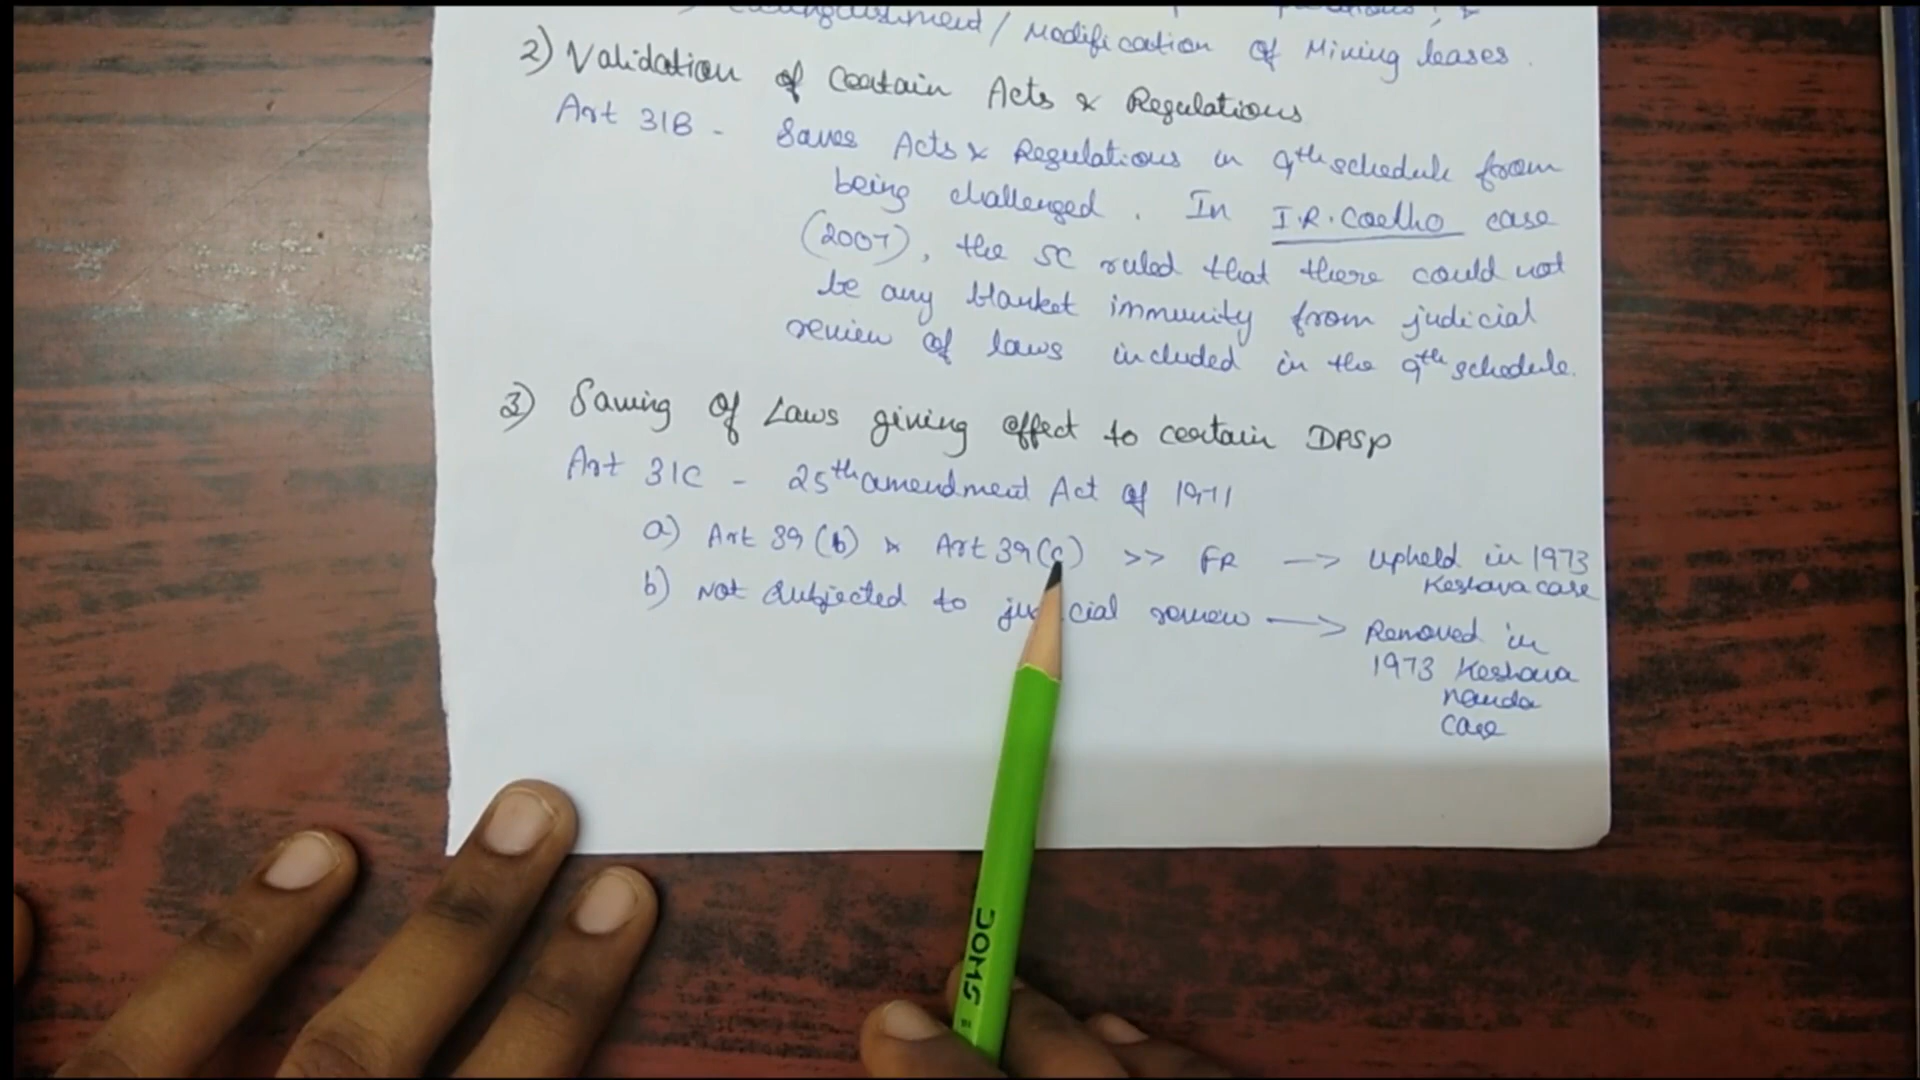 / Modification of Mining leases.
2) Validation of Certain Acts & Regulations
Art 31B - Saves Acts & Regulations in 9th schedule from
being challenged. In I.R. Coelho case
(2007), the SC ruled that there could not
be any blanket immunity from judicial
review of laws included in the 9th schedule.
3) Saving of Laws giving effect to certain DPSP
Art 31C - 25th amendment Act of 1971
a) Art 39(b) & Art 39(c) >> FR -> Upheld in 1973
Keshava case
b) Not Subjected to judicial review -> Removed in
1973 Keshava
nanda
case
DOMS